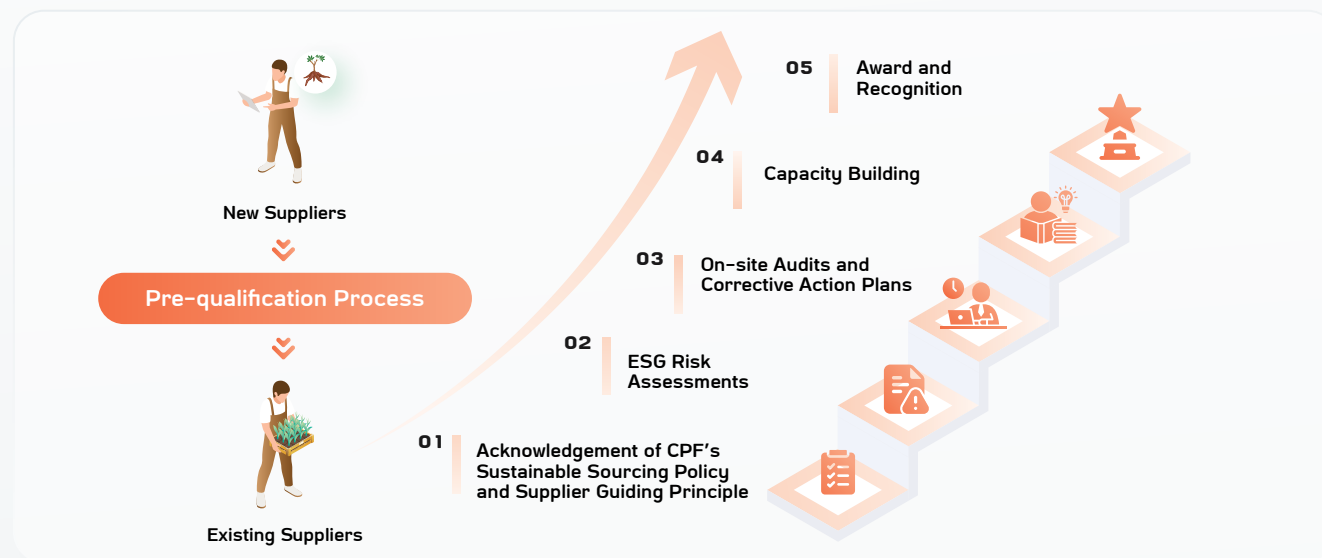 New Suppliers
Pre-qualification Process
Existing Suppliers
01
Acknowledgement of CPF's
Sustainable Sourcing Policy
and Supplier Guiding Principle
02
ESG Risk
Assessments
03
On-site Audits and
Corrective Action Plans
04
Capacity Building
05
Award and
Recognition